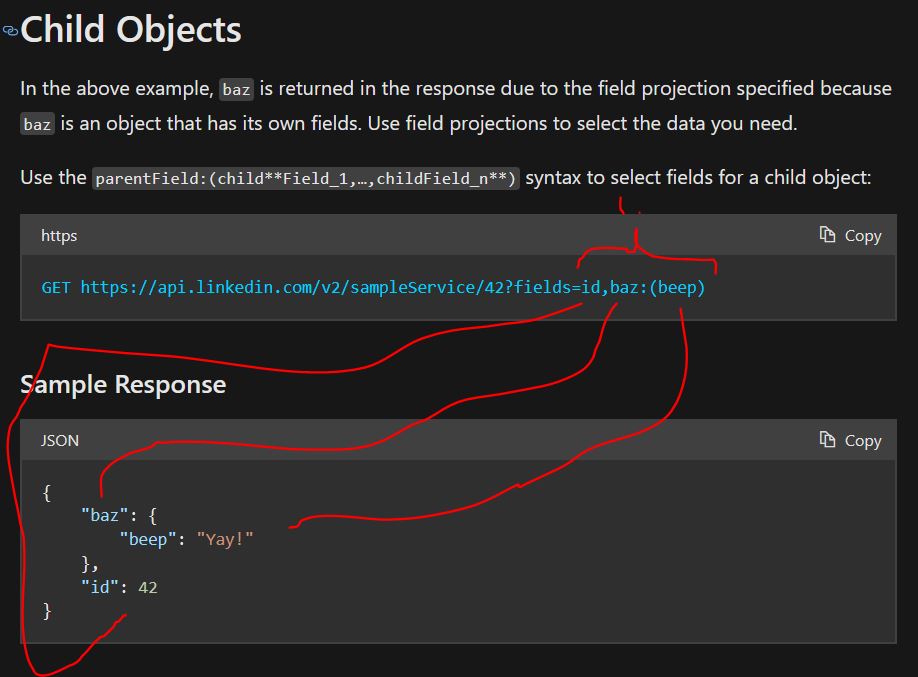 Child Objects
In the above example, baz is returned in the response due to the field projection specified because
baz is an object that has its own fields. Use field projections to select the data you need.
Use the parentField:(child**Field_1,…,childField_n**) syntax to select fields for a child object:
https
Copy
GET https://api.linkedin.com/v2/sampleService/42?fields=id,baz:(beep)
Sample Response
JSON
Copy
{
    "baz": {
        "beep": "Yay!"
    },
    "id": 42
}